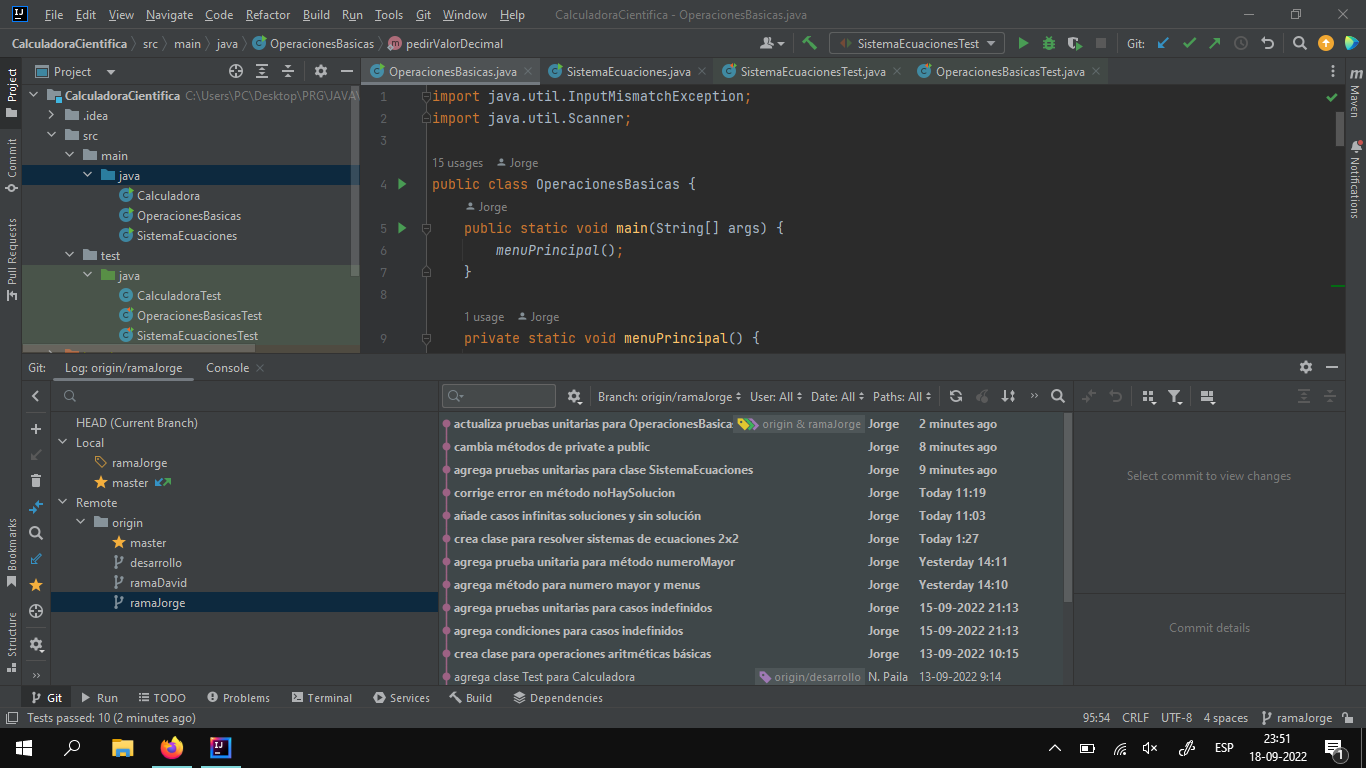 File Edit View Navigate Code Refactor Build Run Tools Git Window Help CalculadoraCientifica - OperacionesBasicas.java
CalculadoraCientifica src main java OperacionesBasicas pedirValorDecimal SistemaEcuacionesTest Git:
Project OperacionesBasicas.java SistemaEcuaciones.java SistemaEcuacionesTest.java OperacionesBasicasTest.java
Project
Commit
Pull Requests
Bookmarks
Structure
Maven
Notifications
CalculadoraCientifica C:\Users\PC\Desktop\PRG\JAVA\
.idea
src
main
java
Calculadora
OperacionesBasicas
SistemaEcuaciones
test
java
CalculadoraTest
OperacionesBasicasTest
SistemaEcuacionesTest
1 import java.util.InputMismatchException;
2 import java.util.Scanner;
3
15 usages Jorge
4 public class OperacionesBasicas {
Jorge
5 public static void main(String[] args) {
6 menuPrincipal();
7 }
8
1 usage Jorge
9 private static void menuPrincipal() {
Git: Log: origin/ramaJorge Console
Branch: origin/ramaJorge User: All Date: All Paths: All
HEAD (Current Branch)
Local
ramaJorge
master
Remote
origin
master
desarrollo
ramaDavid
ramaJorge
actualiza pruebas unitarias para OperacionesBasica origin & ramaJorge Jorge 2 minutes ago
cambia métodos de private a public Jorge 8 minutes ago
agrega pruebas unitarias para clase SistemaEcuaciones Jorge 9 minutes ago
corrige error en método noHaySolucion Jorge Today 11:19
añade casos infinitas soluciones y sin solución Jorge Today 11:03
crea clase para resolver sistemas de ecuaciones 2x2 Jorge Today 1:27
agrega prueba unitaria para método numeroMayor Jorge Yesterday 14:11
agrega método para numero mayor y menus Jorge Yesterday 14:10
agrega pruebas unitarias para casos indefinidos Jorge 15-09-2022 21:13
agrega condiciones para casos indefinidos Jorge 15-09-2022 21:13
crea clase para operaciones aritméticas básicas Jorge 13-09-2022 10:15
agrega clase Test para Calculadora origin/desarrollo N. Paila 13-09-2022 9:14
Select commit to view changes
Commit details
Git Run TODO Problems Terminal Services Build Dependencies
Tests passed: 10 (2 minutes ago) 95:54 CRLF UTF-8 4 spaces ramaJorge
ESP
23:51
18-09-2022
1